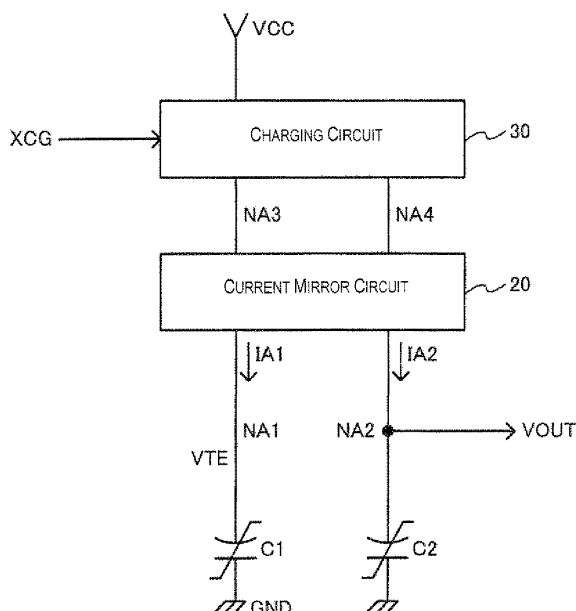 VCC
XCG
CHARGING CIRCUIT
30
NA3
NA4
CURRENT MIRROR CIRCUIT
20
IA1
IA2
NA1
NA2
VOUT
VTE
C1
C2
GND